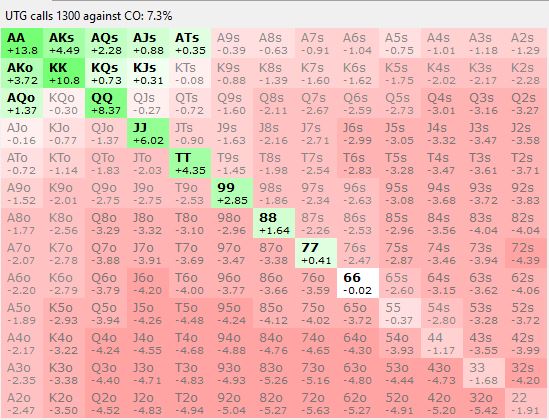 UTG calls 1300 against CO: 7.3%
AA AKs AQs AJs ATs A9s A8s A7s A6s A5s A4s A3s A2s
+13.8 +4.49 +2.28 +0.88 +0.35 -0.39 -0.63 -0.91 -1.04 -0.75 -1.01 -1.18 -1.29
AKo KK KQs KJs KTs K9s K8s K7s K6s K5s K4s K3s K2s
+3.72 +10.8 +0.73 +0.31 -0.08 -0.88 -1.39 -1.60 -1.62 -1.75 -2.02 -2.17 -2.28
AQo KQo QQ QJs QTs Q9s Q8s Q7s Q6s Q5s Q4s Q3s Q2s
+1.37 -0.30 +8.37 -0.27 -0.72 -1.60 -2.11 -2.67 -2.59 -2.73 -3.01 -3.16 -3.27
AJo KJo QJo JJ JTs J9s J8s J7s J6s J5s J4s J3s J2s
-0.16 -0.77 -1.37 +6.02 -0.90 -1.63 -2.16 -2.71 -2.99 -3.05 -3.32 -3.47 -3.58
ATo KTo QTo JTo TT T9s T8s T7s T6s T5s T4s T3s T2s
-0.72 -1.14 -1.83 -2.03 +4.35 -1.45 -1.98 -2.54 -2.83 -3.28 -3.47 -3.61 -3.71
A9o K9o Q9o J9o T9o 99 98s 97s 96s 95s 94s 93s 92s
-1.52 -2.01 -2.75 -2.75 -2.53 +2.85 -1.86 -2.34 -2.63 -3.08 -3.68 -3.72 -3.83
A8o K8o Q8o J8o T8o 98o 88 87s 86s 85s 84s 83s 82s
-1.77 -2.56 -3.29 -3.32 -3.10 -2.96 +1.64 -2.26 -2.53 -2.96 -3.56 -4.04 -4.04
A7o K7o Q7o J7o T7o 97o 87o 77 76s 75s 74s 73s 72s
-2.07 -2.78 -3.88 -3.91 -3.69 -3.47 -3.38 +0.41 -2.47 -2.87 -3.46 -3.94 -4.39
A6o K6o Q6o J6o T6o 96o 86o 76o 66 65s 64s 63s 62s
-2.20 -2.79 -3.79 -4.20 -4.00 -3.77 -3.66 -3.59 -0.02 -2.60 -3.15 -3.62 -4.06
A5o K5o Q5o J5o T5o 95o 85o 75o 65o 55 54s 53s 52s
-1.89 -2.93 -3.94 -4.26 -4.48 -4.24 -4.12 -4.02 -3.72 -0.37 -2.80 -3.28 -3.72
A4o K4o Q4o J4o T4o 94o 84o 74o 64o 54o 44 43s 42s
-2.17 -3.22 -4.24 -4.55 -4.68 -4.88 -4.76 -4.65 -4.30 -3.93 -1.17 -3.55 -3.99
A3o K3o Q3o J3o T3o 93o 83o 73o 63o 53o 43o 33 32s
-2.35 -3.38 -4.40 -4.71 -4.83 -4.93 -5.26 -5.16 -4.80 -4.44 -4.73 -1.68 -4.20
A2o K2o Q2o J2o T2o 92o 82o 72o 62o 52o 42o 32o 22
-2.47 -3.50 -4.52 -4.83 -4.94 -5.04 -5.27 -5.63 -5.27 -4.91 -5.20 -5.42 -1.91